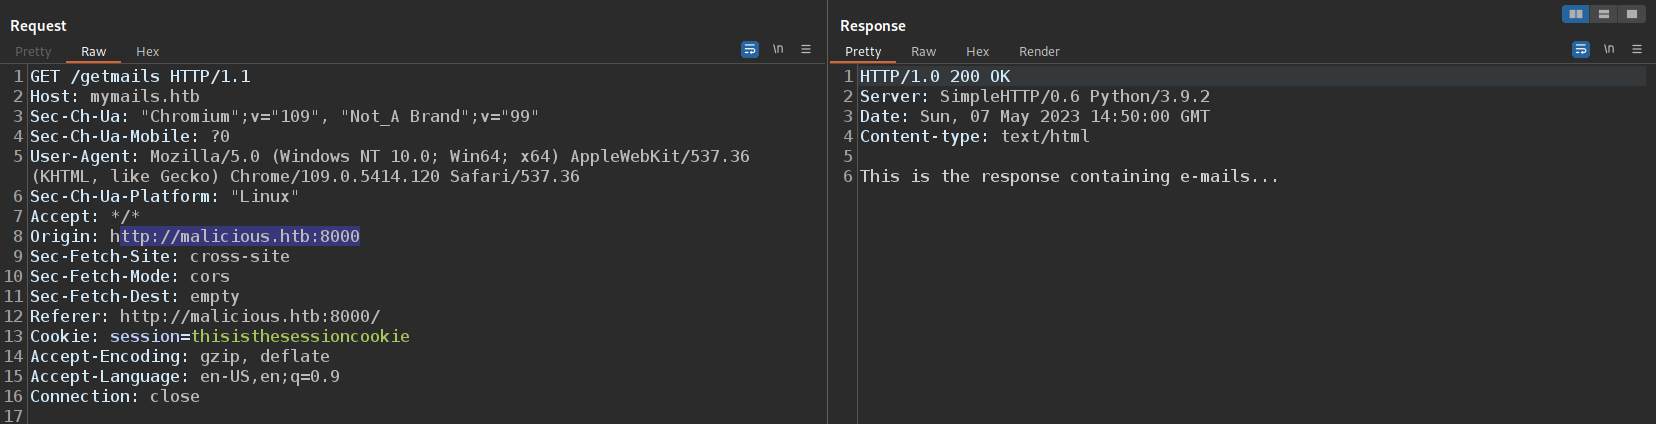 Request
Pretty Raw Hex \n
1 GET /getmails HTTP/1.1
2 Host: mymails.htb
3 Sec-Ch-Ua: "Chromium";v="109", "Not_A Brand";v="99"
4 Sec-Ch-Ua-Mobile: ?0
5 User-Agent: Mozilla/5.0 (Windows NT 10.0; Win64; x64) AppleWebKit/537.36
(KHTML, like Gecko) Chrome/109.0.5414.120 Safari/537.36
6 Sec-Ch-Ua-Platform: "Linux"
7 Accept: */*
8 Origin: http://malicious.htb:8000
9 Sec-Fetch-Site: cross-site
10 Sec-Fetch-Mode: cors
11 Sec-Fetch-Dest: empty
12 Referer: http://malicious.htb:8000/
13 Cookie: session=thisisthesessioncookie
14 Accept-Encoding: gzip, deflate
15 Accept-Language: en-US,en;q=0.9
16 Connection: close
17
Response
Pretty Raw Hex Render \n
1 HTTP/1.0 200 OK
2 Server: SimpleHTTP/0.6 Python/3.9.2
3 Date: Sun, 07 May 2023 14:50:00 GMT
4 Content-type: text/html
5
6 This is the response containing e-mails...